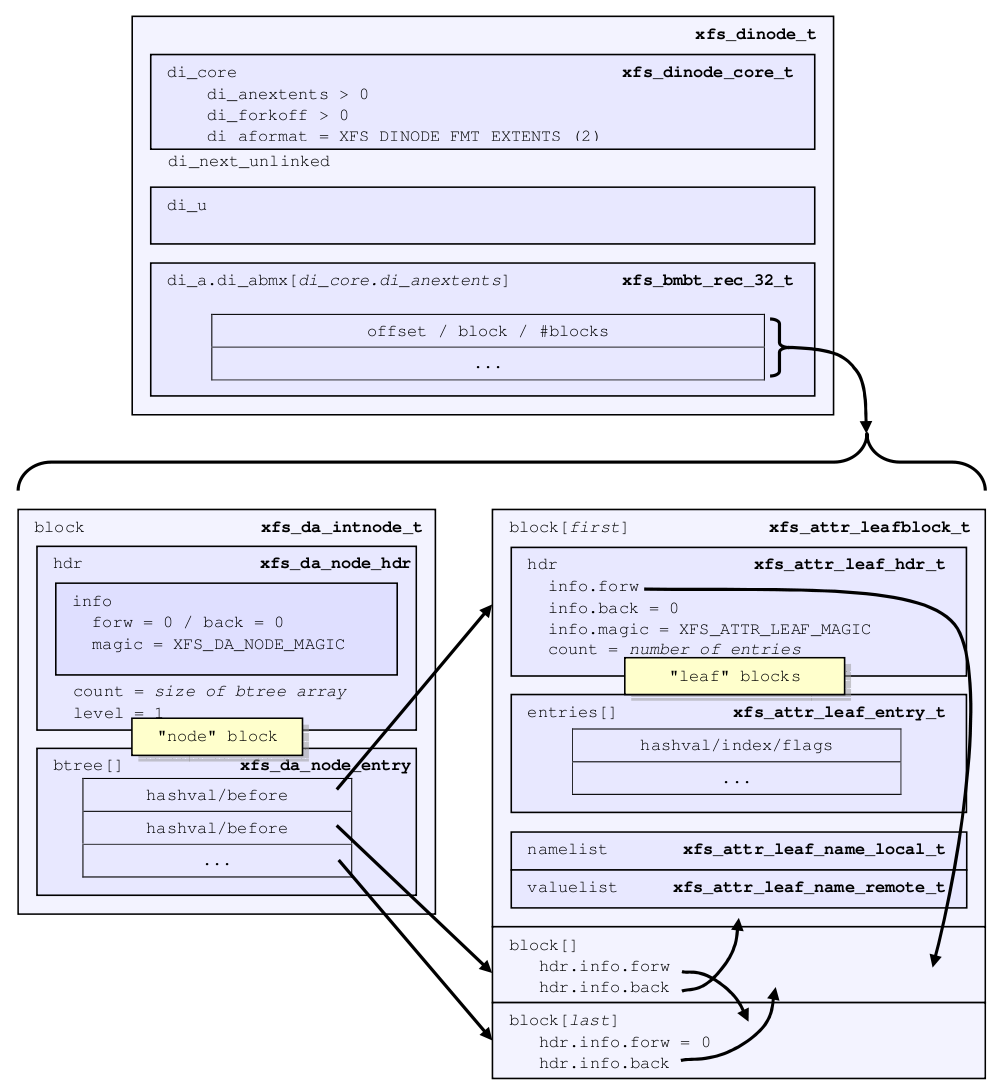 xfs_dinode_t
di_core xfs_dinode_core_t
di_anextents > 0
di_forkoff > 0
di_aformat = XFS_DINODE_FMT_EXTENTS (2)
di_next_unlinked
di_u
di_a.di_abmx[di_core.di_anextents] xfs_bmbt_rec_32_t
offset / block / #blocks
...
block xfs_da_intnode_t
hdr xfs_da_node_hdr
info
forw = 0 / back = 0
magic = XFS_DA_NODE_MAGIC
count = size of btree array
level = 1
"node" block
btree[] xfs_da_node_entry
hashval/before
hashval/before
...
block[first] xfs_attr_leafblock_t
hdr xfs_attr_leaf_hdr_t
info.forw
info.back = 0
info.magic = XFS_ATTR_LEAF_MAGIC
count = number of entries
"leaf" blocks
entries[] xfs_attr_leaf_entry_t
hashval/index/flags
...
namelist xfs_attr_leaf_name_local_t
valuelist xfs_attr_leaf_name_remote_t
block[]
hdr.info.forw
hdr.info.back
block[last]
hdr.info.forw = 0
hdr.info.back